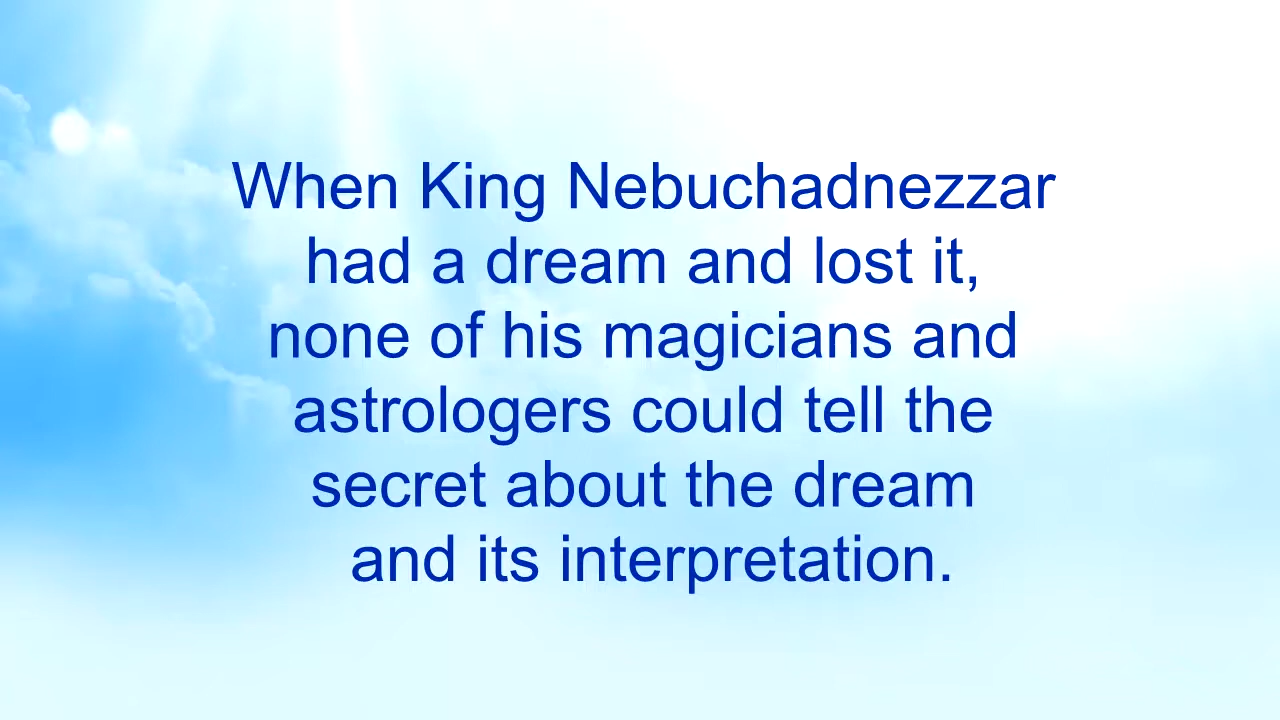 When King Nebuchadnezzar
had a dream and lost it,
none of his magicians and
astrologers could tell the
secret about the dream
and its interpretation.